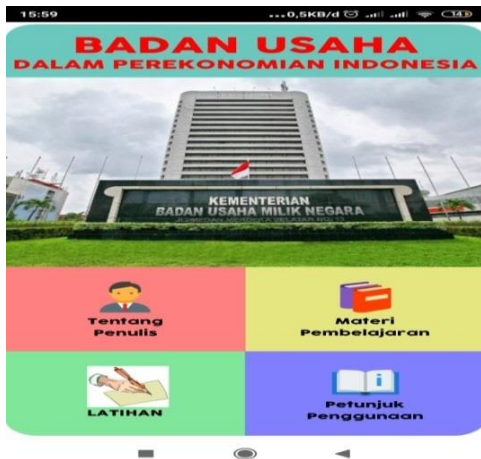 15:59
...0,5KB/d
14
BADAN USAHA
DALAM PEREKONOMIAN INDONESIA
KEMENTERIAN
BADAN USAHA MILIK NEGARA
Tentang
Penulis
Materi
Pembelajaran
LATIHAN
Petunjuk
Penggunaan